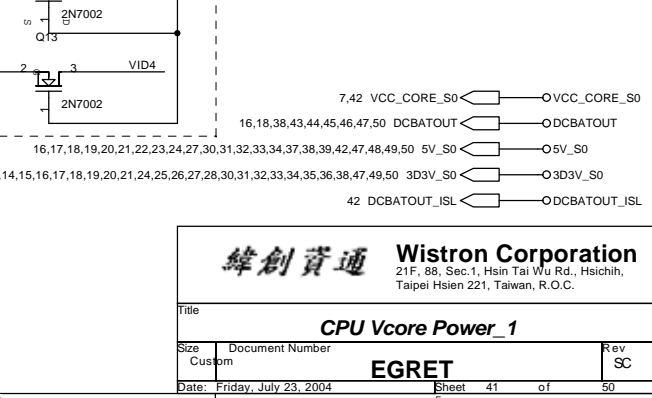 2N7002
S
D
1
Q13
2
G
3
VID4
2N7002
1
7,42 VCC_CORE_S0 VCC_CORE_S0
16,18,38,43,44,45,46,47,50 DCBATOUT DCBATOUT
16,17,18,19,20,21,22,23,24,27,30,31,32,33,34,37,38,39,42,47,48,49,50 5V_S0 5V_S0
,14,15,16,17,18,19,20,21,24,25,26,27,28,30,31,32,33,34,35,36,38,47,49,50 3D3V_S0 3D3V_S0
42 DCBATOUT_ISL DCBATOUT_ISL
緯創資通
Wistron Corporation
21F, 88, Sec.1, Hsin Tai Wu Rd., Hsichih,
Taipei Hsien 221, Taiwan, R.O.C.
Title
CPU Vcore Power_1
Size Document Number Rev
Custom EGRET SC
Date: Friday, July 23, 2004 Sheet 41 of 50